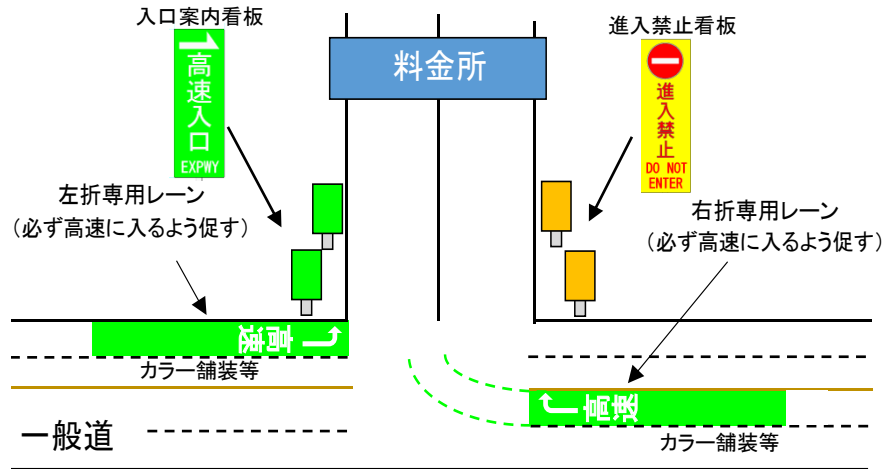 入口案内看板
高速入口
EXPWY
料金所
進入禁止看板
進入禁止
DO NOT
ENTER
左折専用レーン
（必ず高速に入るよう促す）
右折専用レーン
（必ず高速に入るよう促す）
高速
カラー舗装等
高速
一般道
カラー舗装等